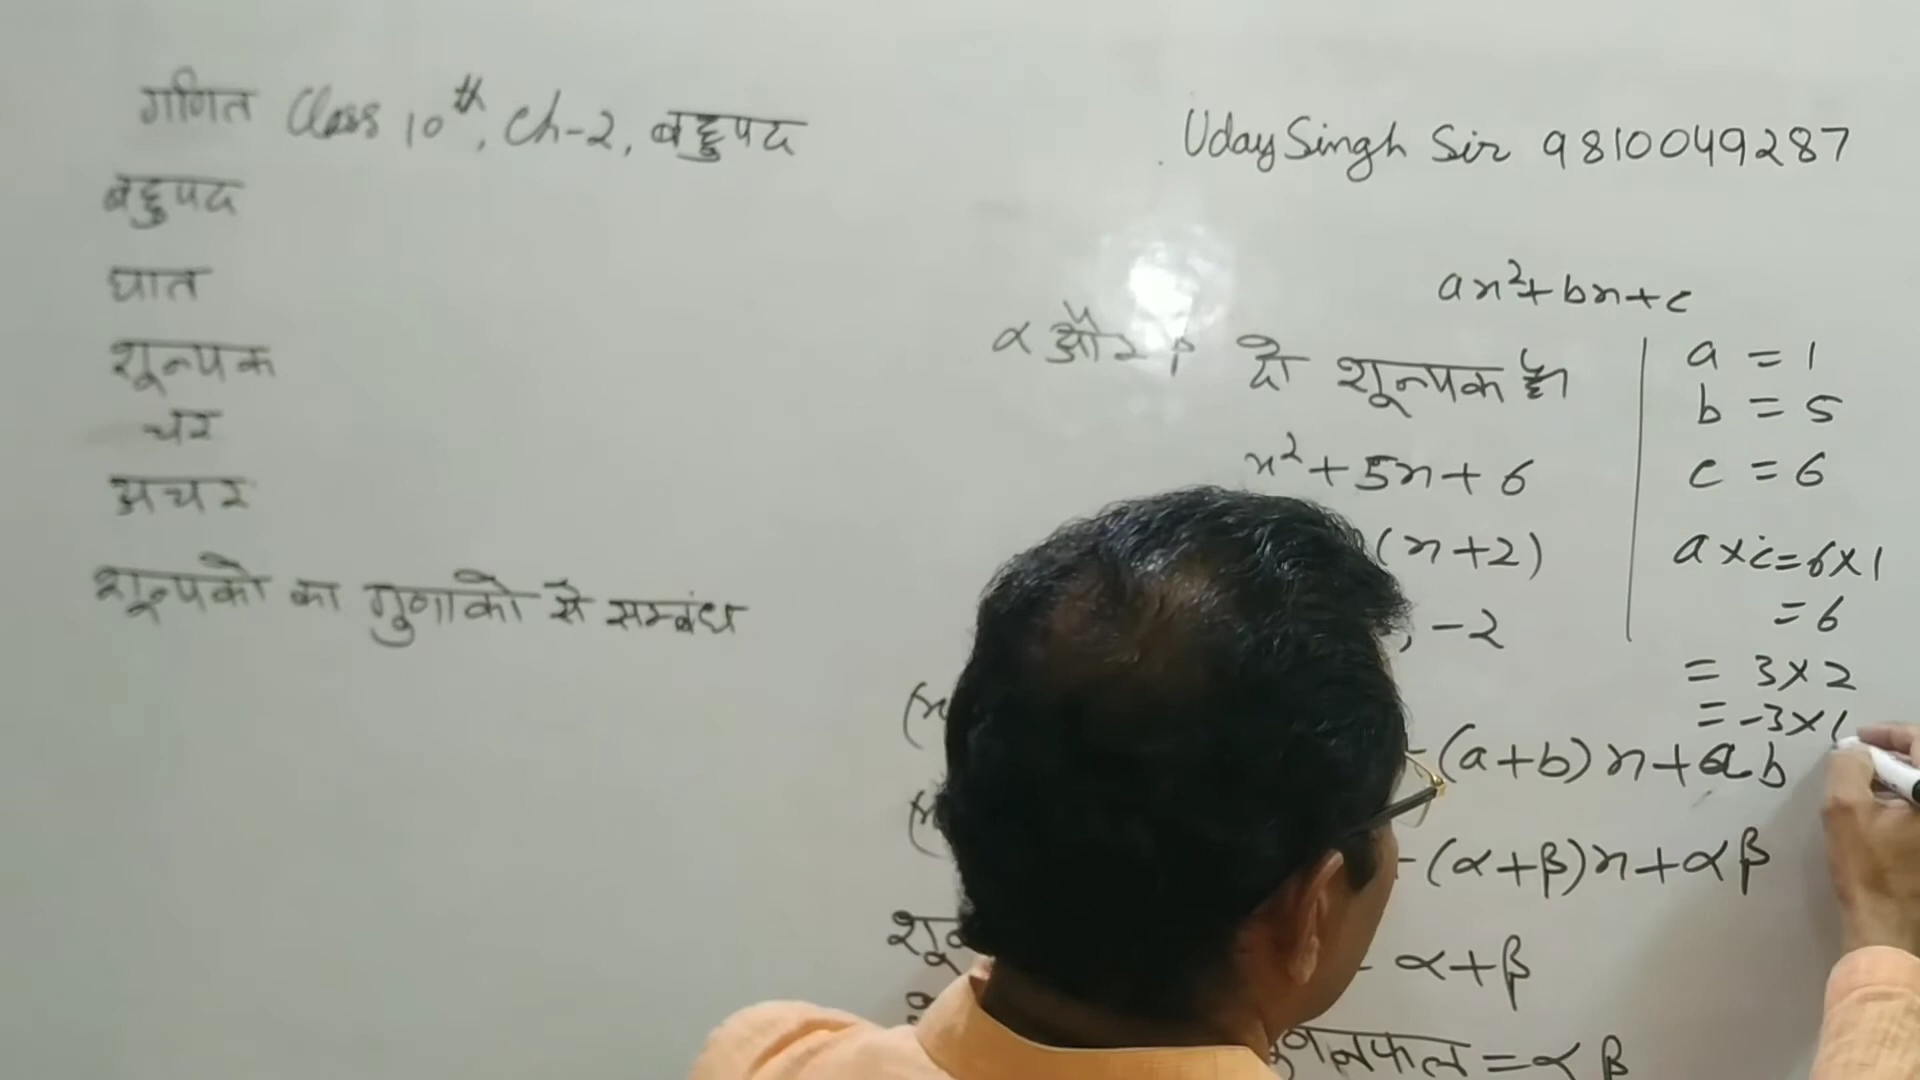 गणित Class 10th, Ch-2, बहुपद
बहुपद
घात
शून्यक
चर
अचर
शून्यको का गुणाको से सम्बंध
Uday Singh Sir 9810049287
ax²+bx+c
α और β दो शून्यक है
x²+5x+6
(x+2)
, -2
(x
-(a+b)x+ab
(x
-(α+β)x+αβ
α+β
गुणनफल=αβ
a = 1
b = 5
c = 6
a×c=6×1
=6
= 3×2
= -3×